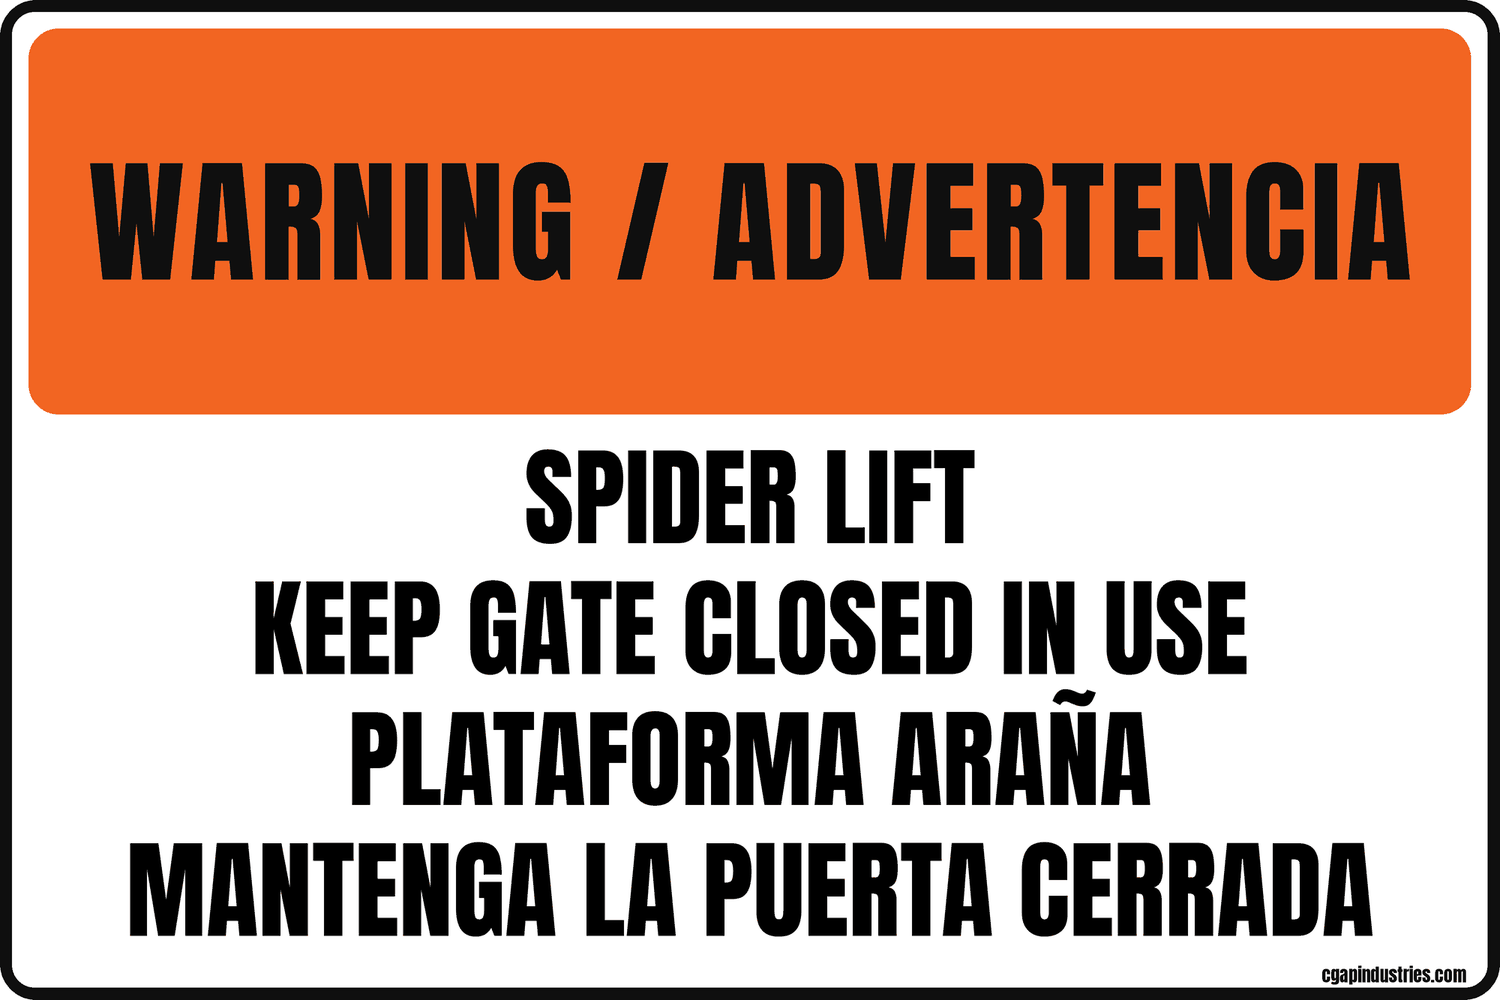 WARNING / ADVERTENCIA
SPIDER LIFT
KEEP GATE CLOSED IN USE
PLATAFORMA ARAÑA
MANTENGA LA PUERTA CERRADA
cgapindustries.com